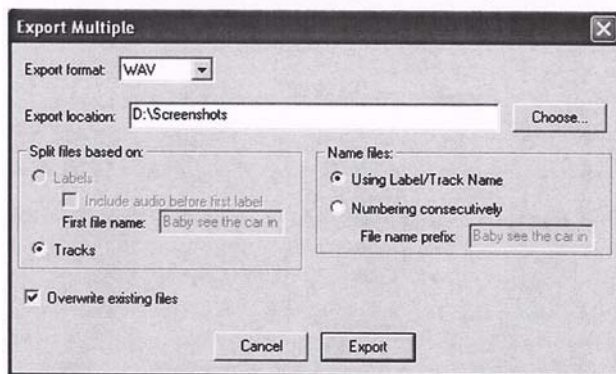 Export Multiple
Export format: WAV
Export location: D:\Screenshots Choose...
Split files based on:
Labels
Include audio before first label
First file name: Baby see the car in
Tracks
Name files:
Using Label/Track Name
Numbering consecutively
File name prefix: Baby see the car in
Overwrite existing files
Cancel Export